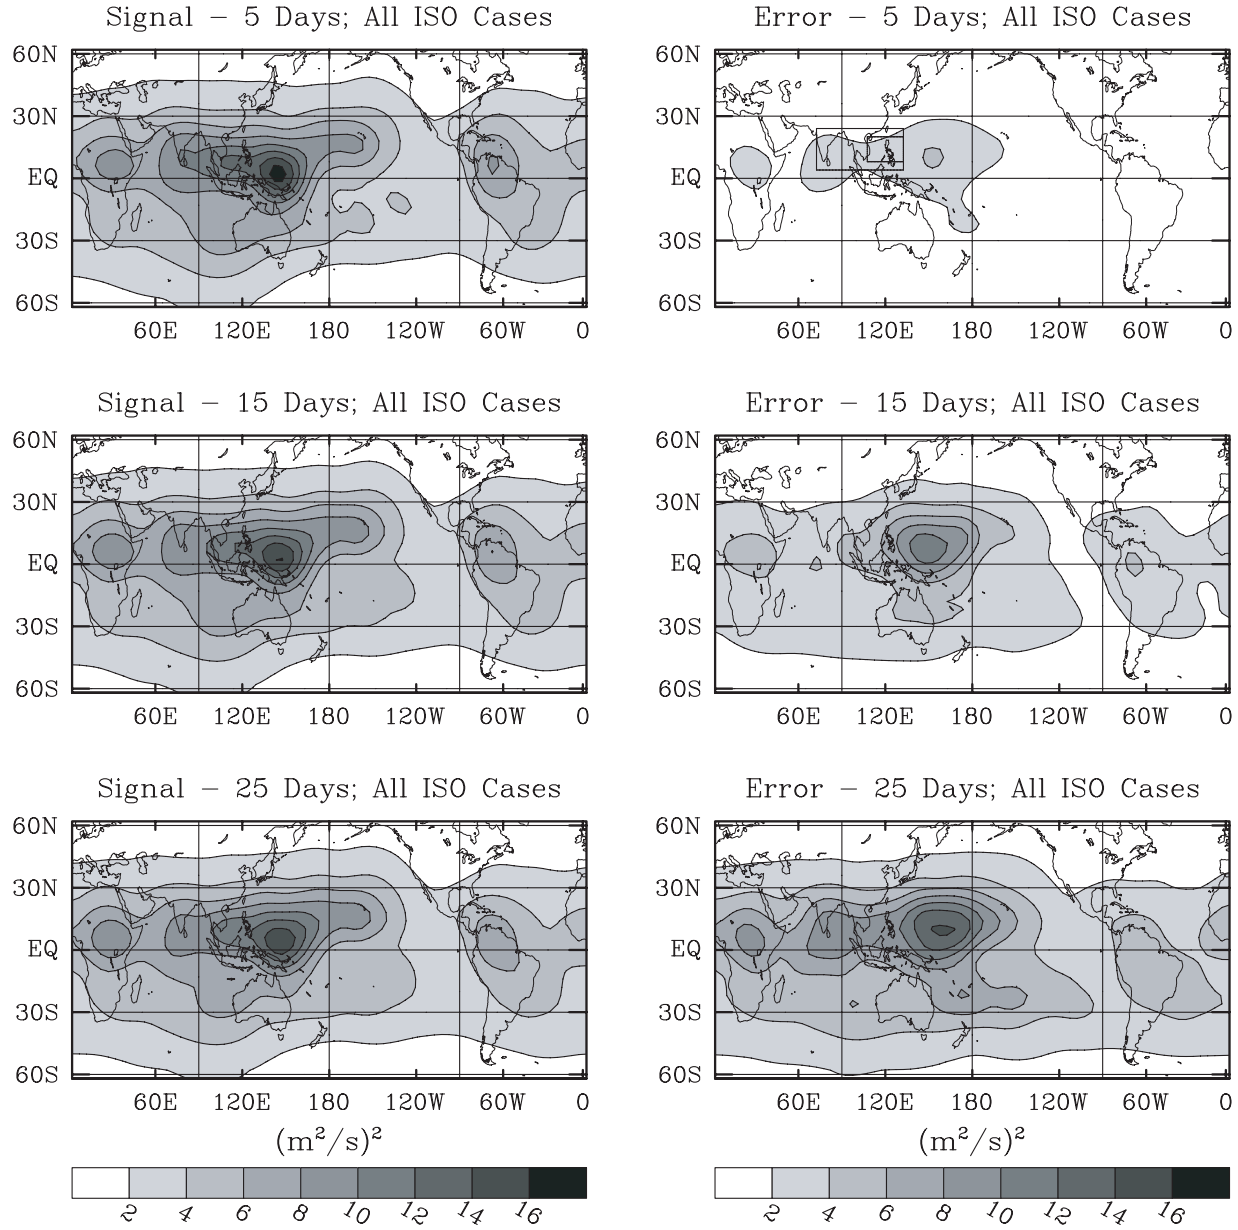 Signal – 5 Days; All ISO Cases
60N
30N
EQ
30S
60S
60E 120E 180 120W 60W 0
Error – 5 Days; All ISO Cases
60N
30N
EQ
30S
60S
60E 120E 180 120W 60W 0
Signal – 15 Days; All ISO Cases
60N
30N
EQ
30S
60S
60E 120E 180 120W 60W 0
Error – 15 Days; All ISO Cases
60N
30N
EQ
30S
60S
60E 120E 180 120W 60W 0
Signal – 25 Days; All ISO Cases
60N
30N
EQ
30S
60S
60E 120E 180 120W 60W 0
(m²/s)²
2 4 6 8 10 12 14 16
Error – 25 Days; All ISO Cases
60N
30N
EQ
30S
60S
60E 120E 180 120W 60W 0
(m²/s)²
2 4 6 8 10 12 14 16